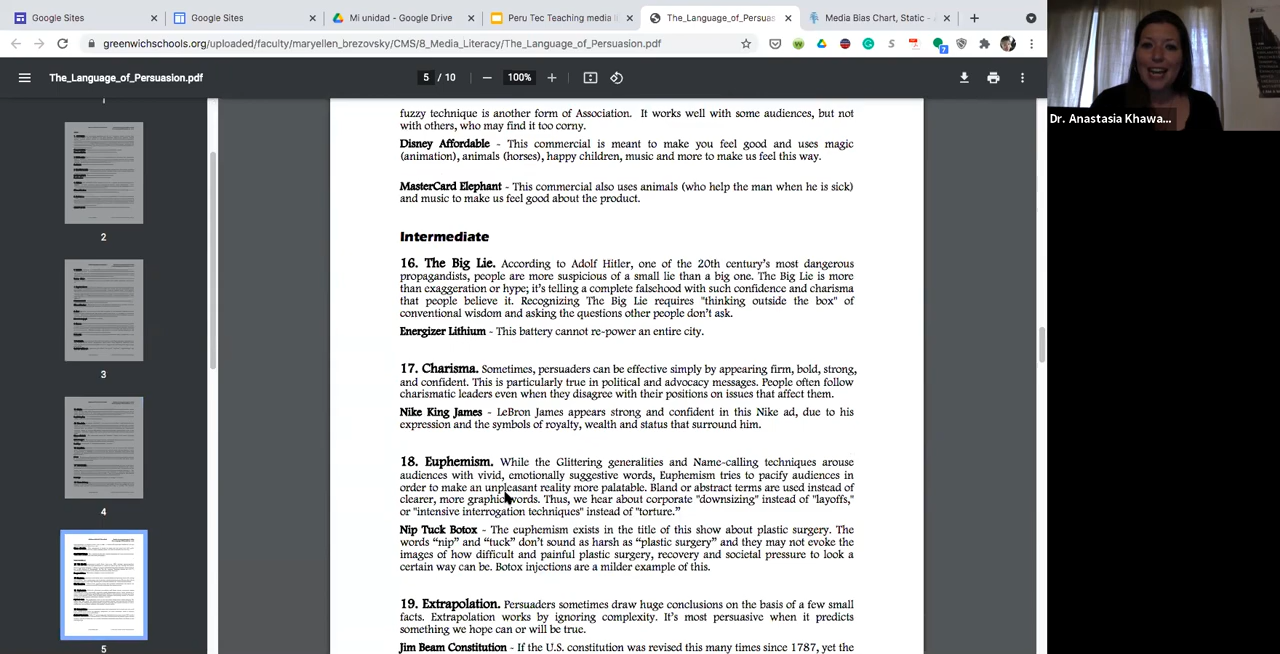 Google Sites
Google Sites
Mi unidad - Google Drive
Peru Tec Teaching media
The_Language_of_Persuas
Media Bias Chart, Static -
greenwichschools.org/uploaded/faculty/maryellen_brezovsky/CMS/8_Media_Literacy/The_Language_of_Persuasion.pdf
7
The_Language_of_Persuasion.pdf
5 / 10
100%
Dr. Anastasia Khawa...
1
2
3
4
5
fuzzy technique is another form of Association. It works well with some audiences, but not
with others, who may find it too corny.
Disney Affordable - This commercial is meant to make you feel good and uses magic
(animation), animals (horses), happy children, music and more to make us feel this way.
MasterCard Elephant - This commercial also uses animals (who help the man when he is sick)
and music to make us feel good about the product.
Intermediate
16. The Big Lie. According to Adolf Hitler, one of the 20th century's most dangerous
propagandists, people are more suspicious of a small lie than a big one. The Big Lie is more
than exaggeration or hype; it's telling a complete falsehood with such confidence and charisma
that people believe it. Recognizing The Big Lie requires "thinking outside the box" of
conventional wisdom and asking the questions other people don't ask.
Energizer Lithium - This battery cannot re-power an entire city.
17. Charisma. Sometimes, persuaders can be effective simply by appearing firm, bold, strong,
and confident. This is particularly true in political and advocacy messages. People often follow
charismatic leaders even when they disagree with their positions on issues that affect them.
Nike King James - LeBron James appears strong and confident in this Nike ad, due to his
expression and the symbols of royalty, wealth and status that surround him.
18. Euphemism. While the Glittering generalities and Name-calling techniques arouse
audiences with vivid, emotionally suggestive words, Euphemism tries to pacify audiences in
order to make an unpleasant reality more palatable. Bland or abstract terms are used instead of
clearer, more graphic words. Thus, we hear about corporate "downsizing" instead of "layoffs,"
or "intensive interrogation techniques" instead of "torture."
Nip Tuck Botox - The euphemism exists in the title of this show about plastic surgery. The
words "nip" and "tuck" don't sound as harsh as "plastic surgery" and they may not evoke the
images of how difficult and painful plastic surgery, recovery and societal pressure to look a
certain way can be. Botox injections are a milder example of this.
19. Extrapolation. Persuaders sometimes draw huge conclusions on the basis of a few small
facts. Extrapolation works by ignoring complexity. It's most persuasive when it predicts
something we hope can or will be true.
Jim Beam Constitution - If the U.S. constitution was revised this many times since 1787, yet the